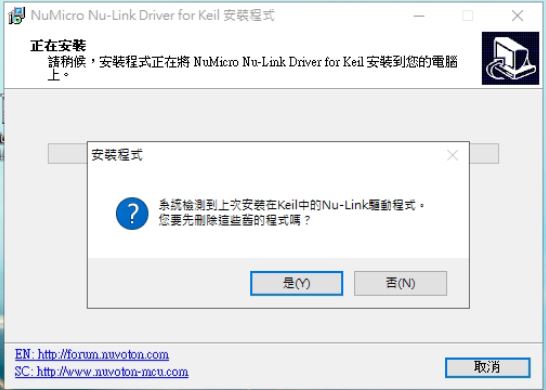 NuMicro Nu-Link Driver for Keil 安裝程式
正在安裝
請稍候，安裝程式正在將 NuMicro Nu-Link Driver for Keil 安裝到您的電腦
上。
安裝程式
系統檢測到上次安裝在Keil中的Nu-Link驅動程式。
您要先刪除這些舊的程式嗎？
是(Y)
否(N)
EN: http://forum.nuvoton.com
SC: http://www.nuvoton-mcu.com
取消